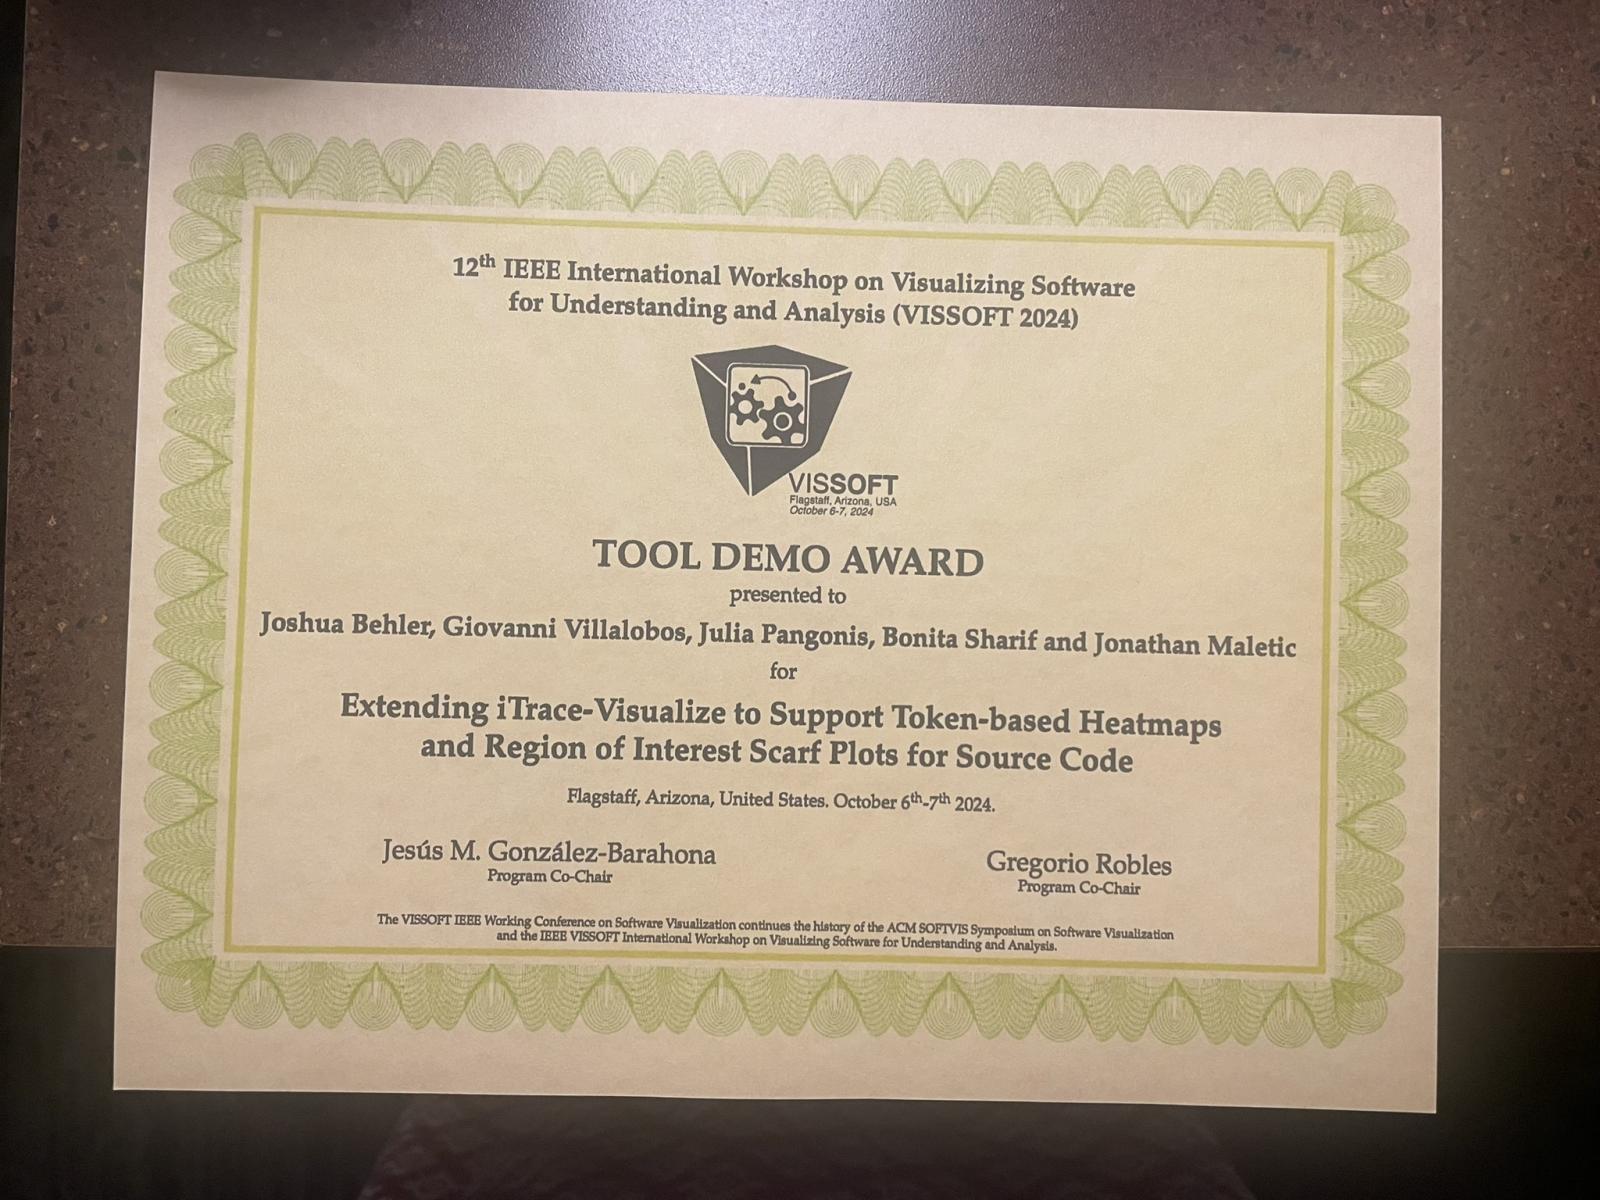 12th IEEE International Workshop on Visualizing Software
for Understanding and Analysis (VISSOFT 2024)
VISSOFT
Flagstaff, Arizona, USA
October 6-7, 2024
TOOL DEMO AWARD
presented to
Joshua Behler, Giovanni Villalobos, Julia Pangonis, Bonita Sharif and Jonathan Maletic
for
Extending iTrace-Visualize to Support Token-based Heatmaps
and Region of Interest Scarf Plots for Source Code
Flagstaff, Arizona, United States. October 6th-7th 2024.
Jesús M. González-Barahona
Program Co-Chair
Gregorio Robles
Program Co-Chair
The VISSOFT IEEE Working Conference on Software Visualization continues the history of the ACM SOFTVIS Symposium on Software Visualization
and the IEEE VISSOFT International Workshop on Visualizing Software for Understanding and Analysis.